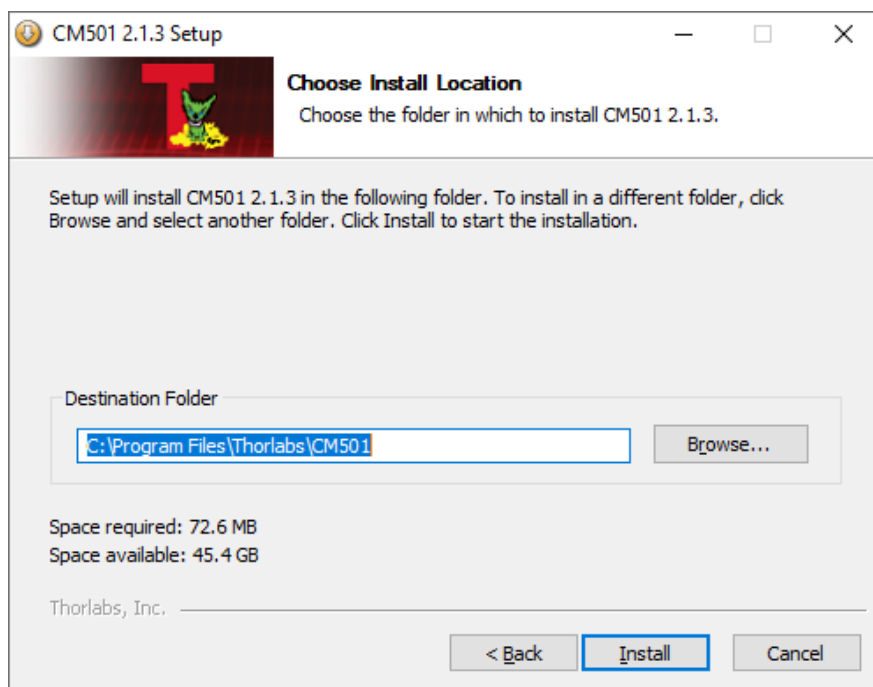 CM501 2.1.3 Setup
T
Choose Install Location
Choose the folder in which to install CM501 2.1.3.
Setup will install CM501 2.1.3 in the following folder. To install in a different folder, click
Browse and select another folder. Click Install to start the installation.
Destination Folder
C:\Program Files\Thorlabs\CM501
Browse...
Space required: 72.6 MB
Space available: 45.4 GB
Thorlabs, Inc.
< Back
Install
Cancel